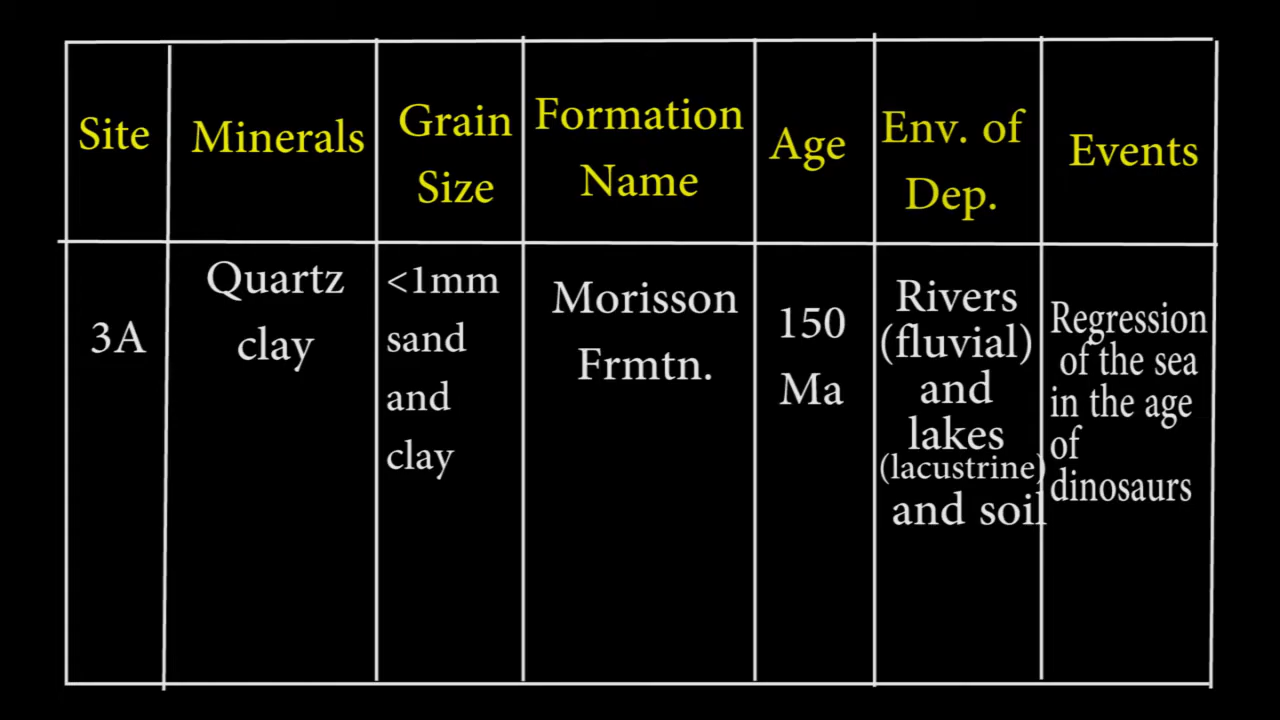 Site
Minerals
Grain
Size
Formation
Name
Age
Env. of
Dep.
Events
3A
Quartz
clay
<1mm
sand
and
clay
Morisson
Frmtn.
150
Ma
Rivers
(fluvial)
and
lakes
(lacustrine)
and soil
Regression
of the sea
in the age
of
dinosaurs